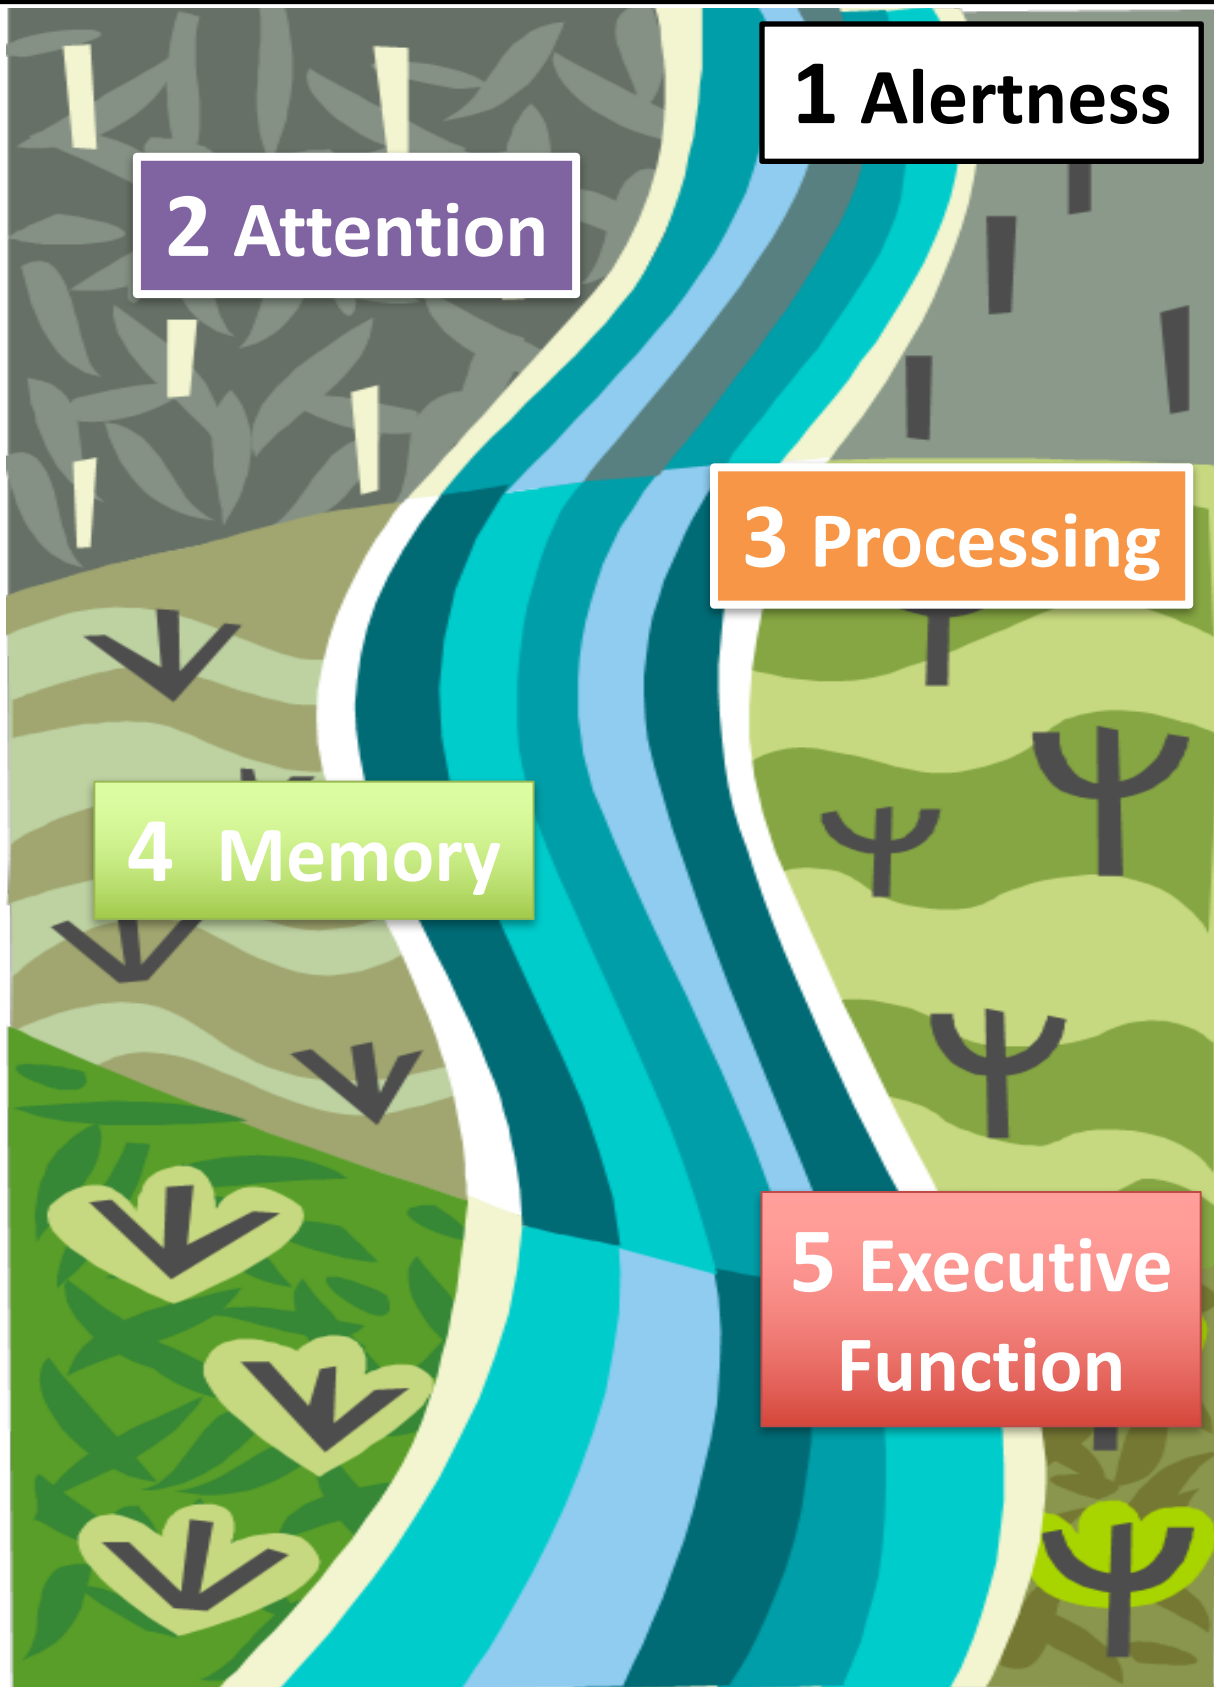 1 Alertness
2 Attention
3 Processing
4 Memory
5 Executive
Function